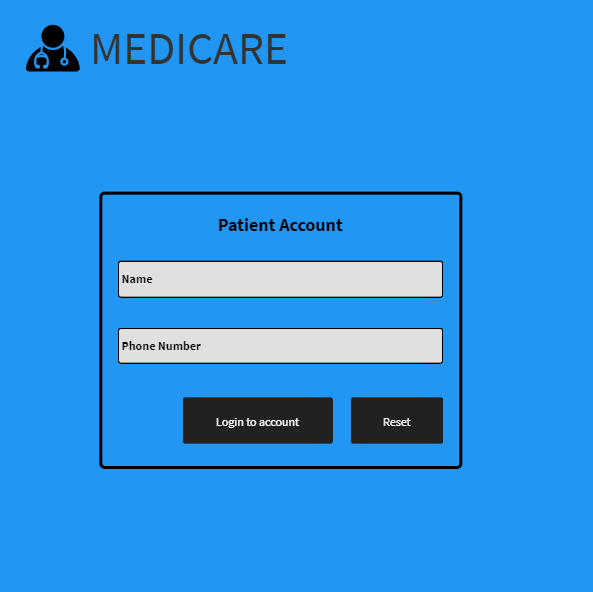 MEDICARE
Patient Account
Name
Phone Number
Login to account
Reset